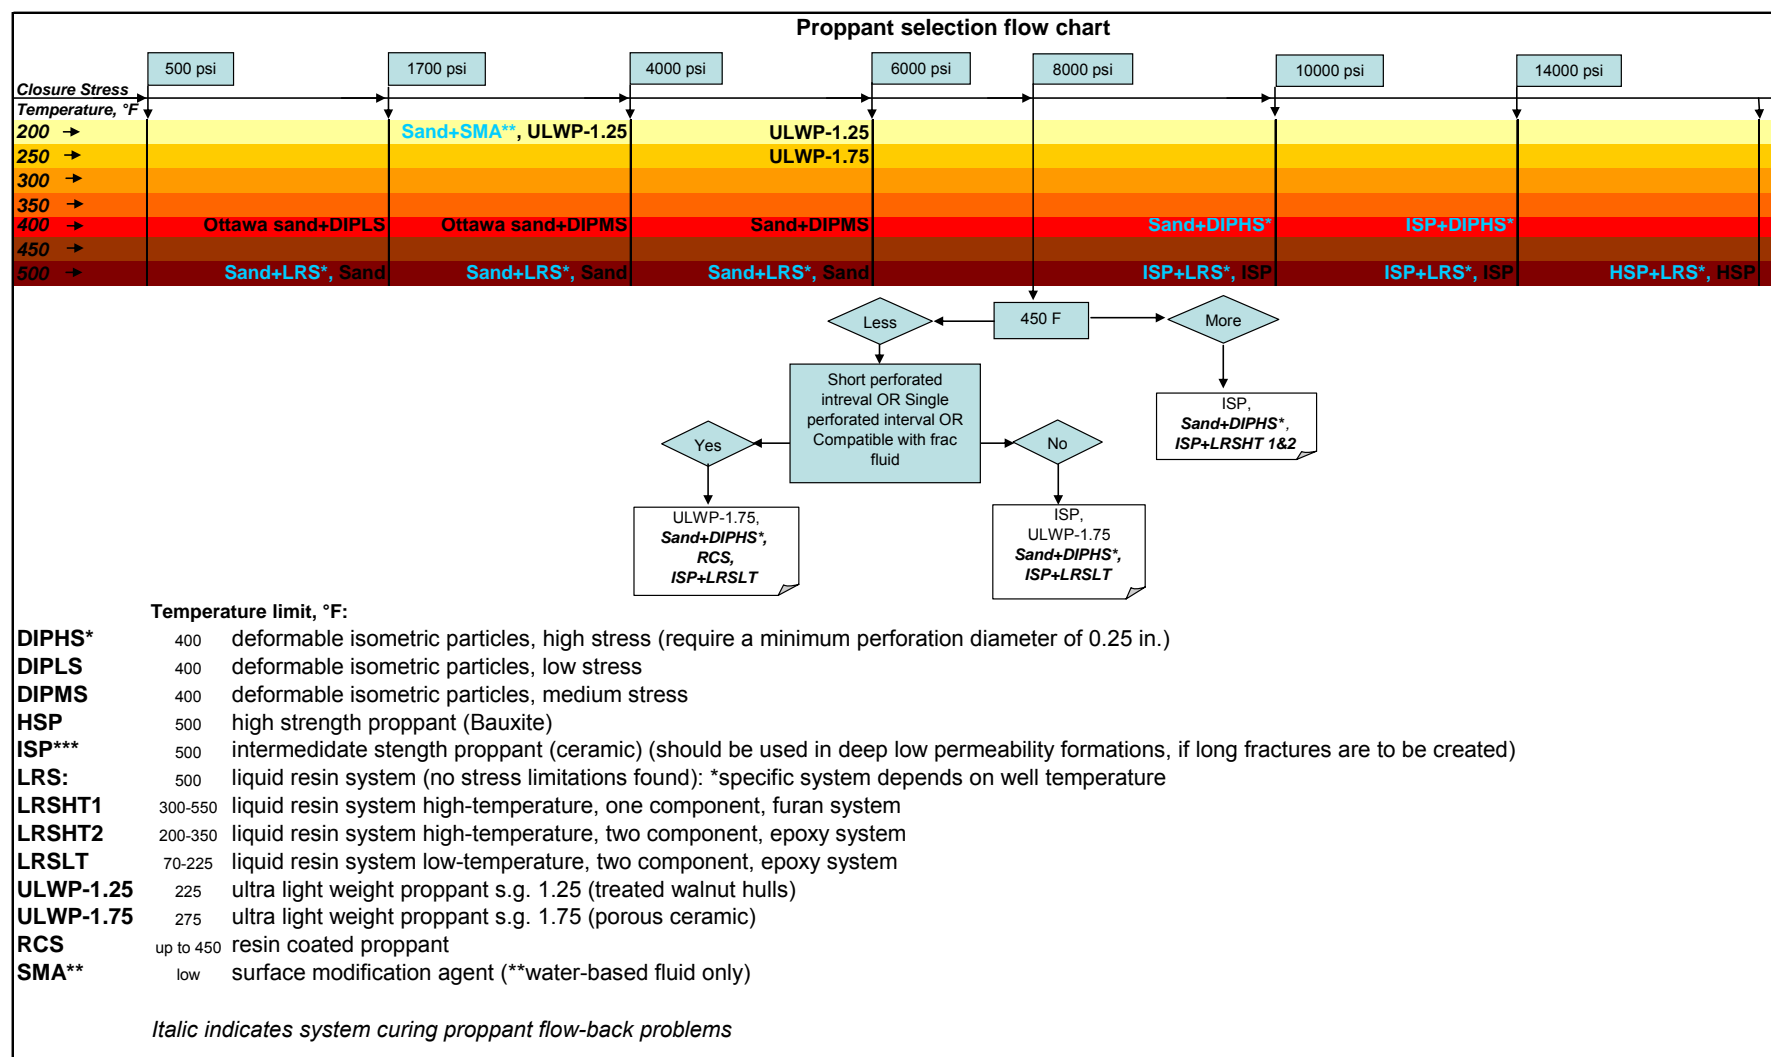 Proppant selection flow chart
500 psi 1700 psi 4000 psi 6000 psi 8000 psi 10000 psi 14000 psi
Closure Stress
Temperature, °F
200 Sand+SMA**, ULWP-1.25 ULWP-1.25
250 ULWP-1.75
300
350
400 Ottawa sand+DIPLS Ottawa sand+DIPMS Sand+DIPMS Sand+DIPHS* ISP+DIPHS*
450
500 Sand+LRS*, Sand Sand+LRS*, Sand Sand+LRS*, Sand ISP+LRS*, ISP ISP+LRS*, ISP HSP+LRS*, HSP
Less 450 F More
Short perforated
intreval OR Single
perforated interval OR
Compatible with frac
fluid
ISP,
Sand+DIPHS*,
ISP+LRSHT 1&2
Yes No
ULWP-1.75,
Sand+DIPHS*,
RCS,
ISP+LRSLT
ISP,
ULWP-1.75
Sand+DIPHS*,
ISP+LRSLT
Temperature limit, °F:
DIPHS* 400 deformable isometric particles, high stress (require a minimum perforation diameter of 0.25 in.)
DIPLS 400 deformable isometric particles, low stress
DIPMS 400 deformable isometric particles, medium stress
HSP 500 high strength proppant (Bauxite)
ISP*** 500 intermedidate stength proppant (ceramic) (should be used in deep low permeability formations, if long fractures are to be created)
LRS: 500 liquid resin system (no stress limitations found): *specific system depends on well temperature
LRSHT1 300-550 liquid resin system high-temperature, one component, furan system
LRSHT2 200-350 liquid resin system high-temperature, two component, epoxy system
LRSLT 70-225 liquid resin system low-temperature, two component, epoxy system
ULWP-1.25 225 ultra light weight proppant s.g. 1.25 (treated walnut hulls)
ULWP-1.75 275 ultra light weight proppant s.g. 1.75 (porous ceramic)
RCS up to 450 resin coated proppant
SMA** low surface modification agent (**water-based fluid only)
Italic indicates system curing proppant flow-back problems